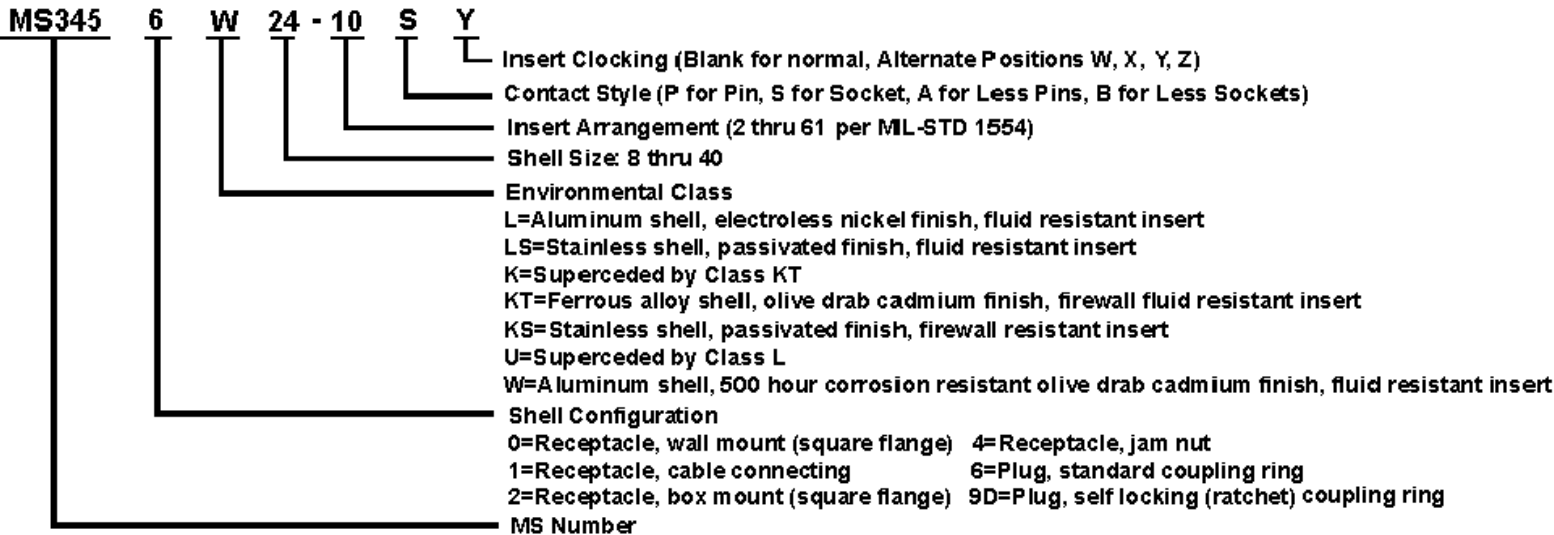 MS345 6 W 24 - 10 S Y
Insert Clocking (Blank for normal, Alternate Positions W, X, Y, Z)
Contact Style (P for Pin, S for Socket, A for Less Pins, B for Less Sockets)
Insert Arrangement (2 thru 61 per MIL-STD 1554)
Shell Size: 8 thru 40
Environmental Class
L=Aluminum shell, electroless nickel finish, fluid resistant insert
LS=Stainless shell, passivated finish, fluid resistant insert
K=Superceded by Class KT
KT=Ferrous alloy shell, olive drab cadmium finish, firewall fluid resistant insert
KS=Stainless shell, passivated finish, firewall resistant insert
U=Superceded by Class L
W=Aluminum shell, 500 hour corrosion resistant olive drab cadmium finish, fluid resistant insert
Shell Configuration
0=Receptacle, wall mount (square flange) 4=Receptacle, jam nut
1=Receptacle, cable connecting 6=Plug, standard coupling ring
2=Receptacle, box mount (square flange) 9D=Plug, self locking (ratchet) coupling ring
MS Number